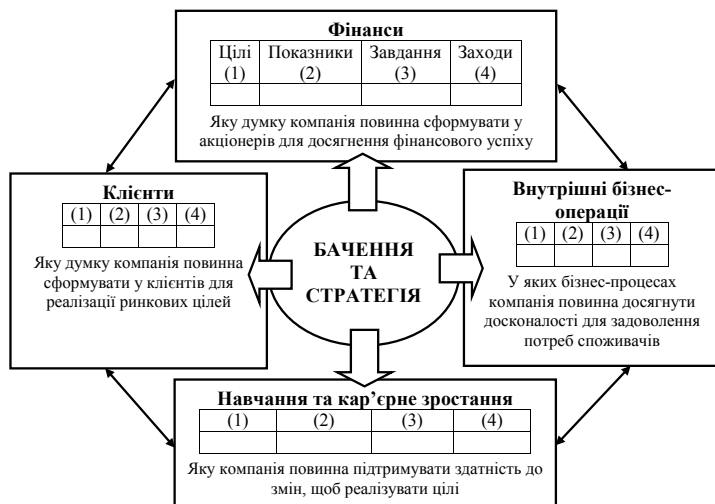 Фінанси
Цілі Показники Завдання Заходи
(1) (2) (3) (4)
Яку думку компанія повинна сформувати у
акціонерів для досягнення фінансового успіху
Клієнти
(1) (2) (3) (4)
Яку думку компанія повинна
сформувати у клієнтів для
реалізації ринкових цілей
БАЧЕННЯ
ТА
СТРАТЕГІЯ
Внутрішні бізнес-
операції
(1) (2) (3) (4)
У яких бізнес-процесах
компанія повинна досягнути
досконалості для задоволення
потреб споживачів
Навчання та кар’єрне зростання
(1) (2) (3) (4)
Яку компанія повинна підтримувати здатність до
змін, щоб реалізувати цілі